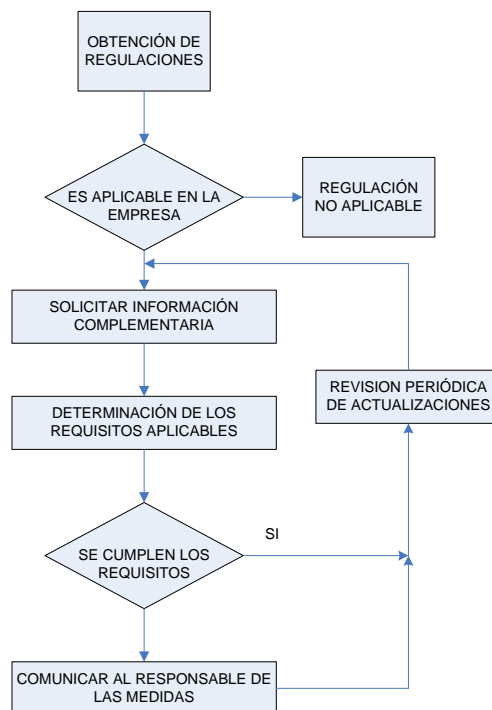 OBTENCIÓN DE
REGULACIONES
ES APLICABLE EN LA
EMPRESA
REGULACIÓN
NO APLICABLE
SOLICITAR INFORMACIÓN
COMPLEMENTARIA
REVISION PERIÓDICA
DE ACTUALIZACIONES
DETERMINACIÓN DE LOS
REQUISITOS APLICABLES
SI
SE CUMPLEN LOS
REQUISITOS
COMUNICAR AL RESPONSABLE DE
LAS MEDIDAS